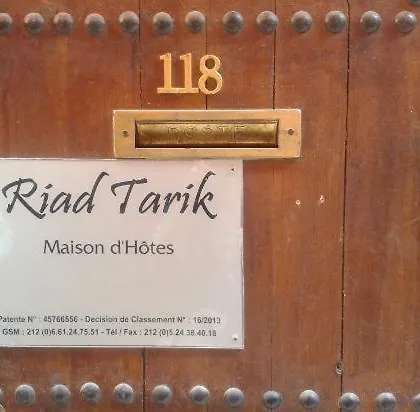 118
POSTE
Riad Tarik
Maison d'Hôtes
Patente N° : 45766556 - Decision de Classement N° : 16/2013
GSM : 212 (0)6.61.24.75.51 - Tél / Fax : 212 (0)5.24.38.40.18